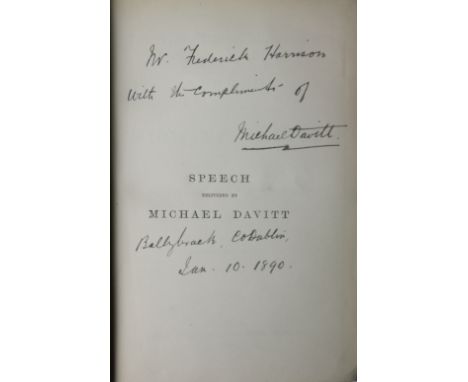 Mr. Frederick Harrison
with the compliments of
Michael Davitt.
SPEECH
DELIVERED BY
MICHAEL DAVITT
Ballybrack, Co Dublin,
Jan. 10. 1890.